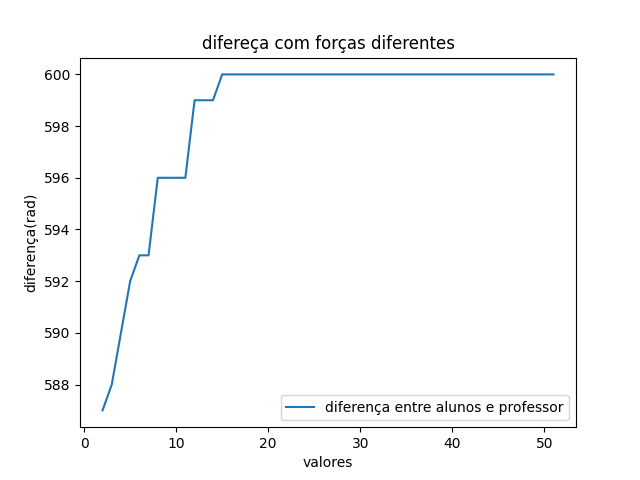 difereça com forças diferentes
600
598
596
594
592
590
588
diferença(rad)
diferença entre alunos e professor
0 10 20 30 40 50
valores